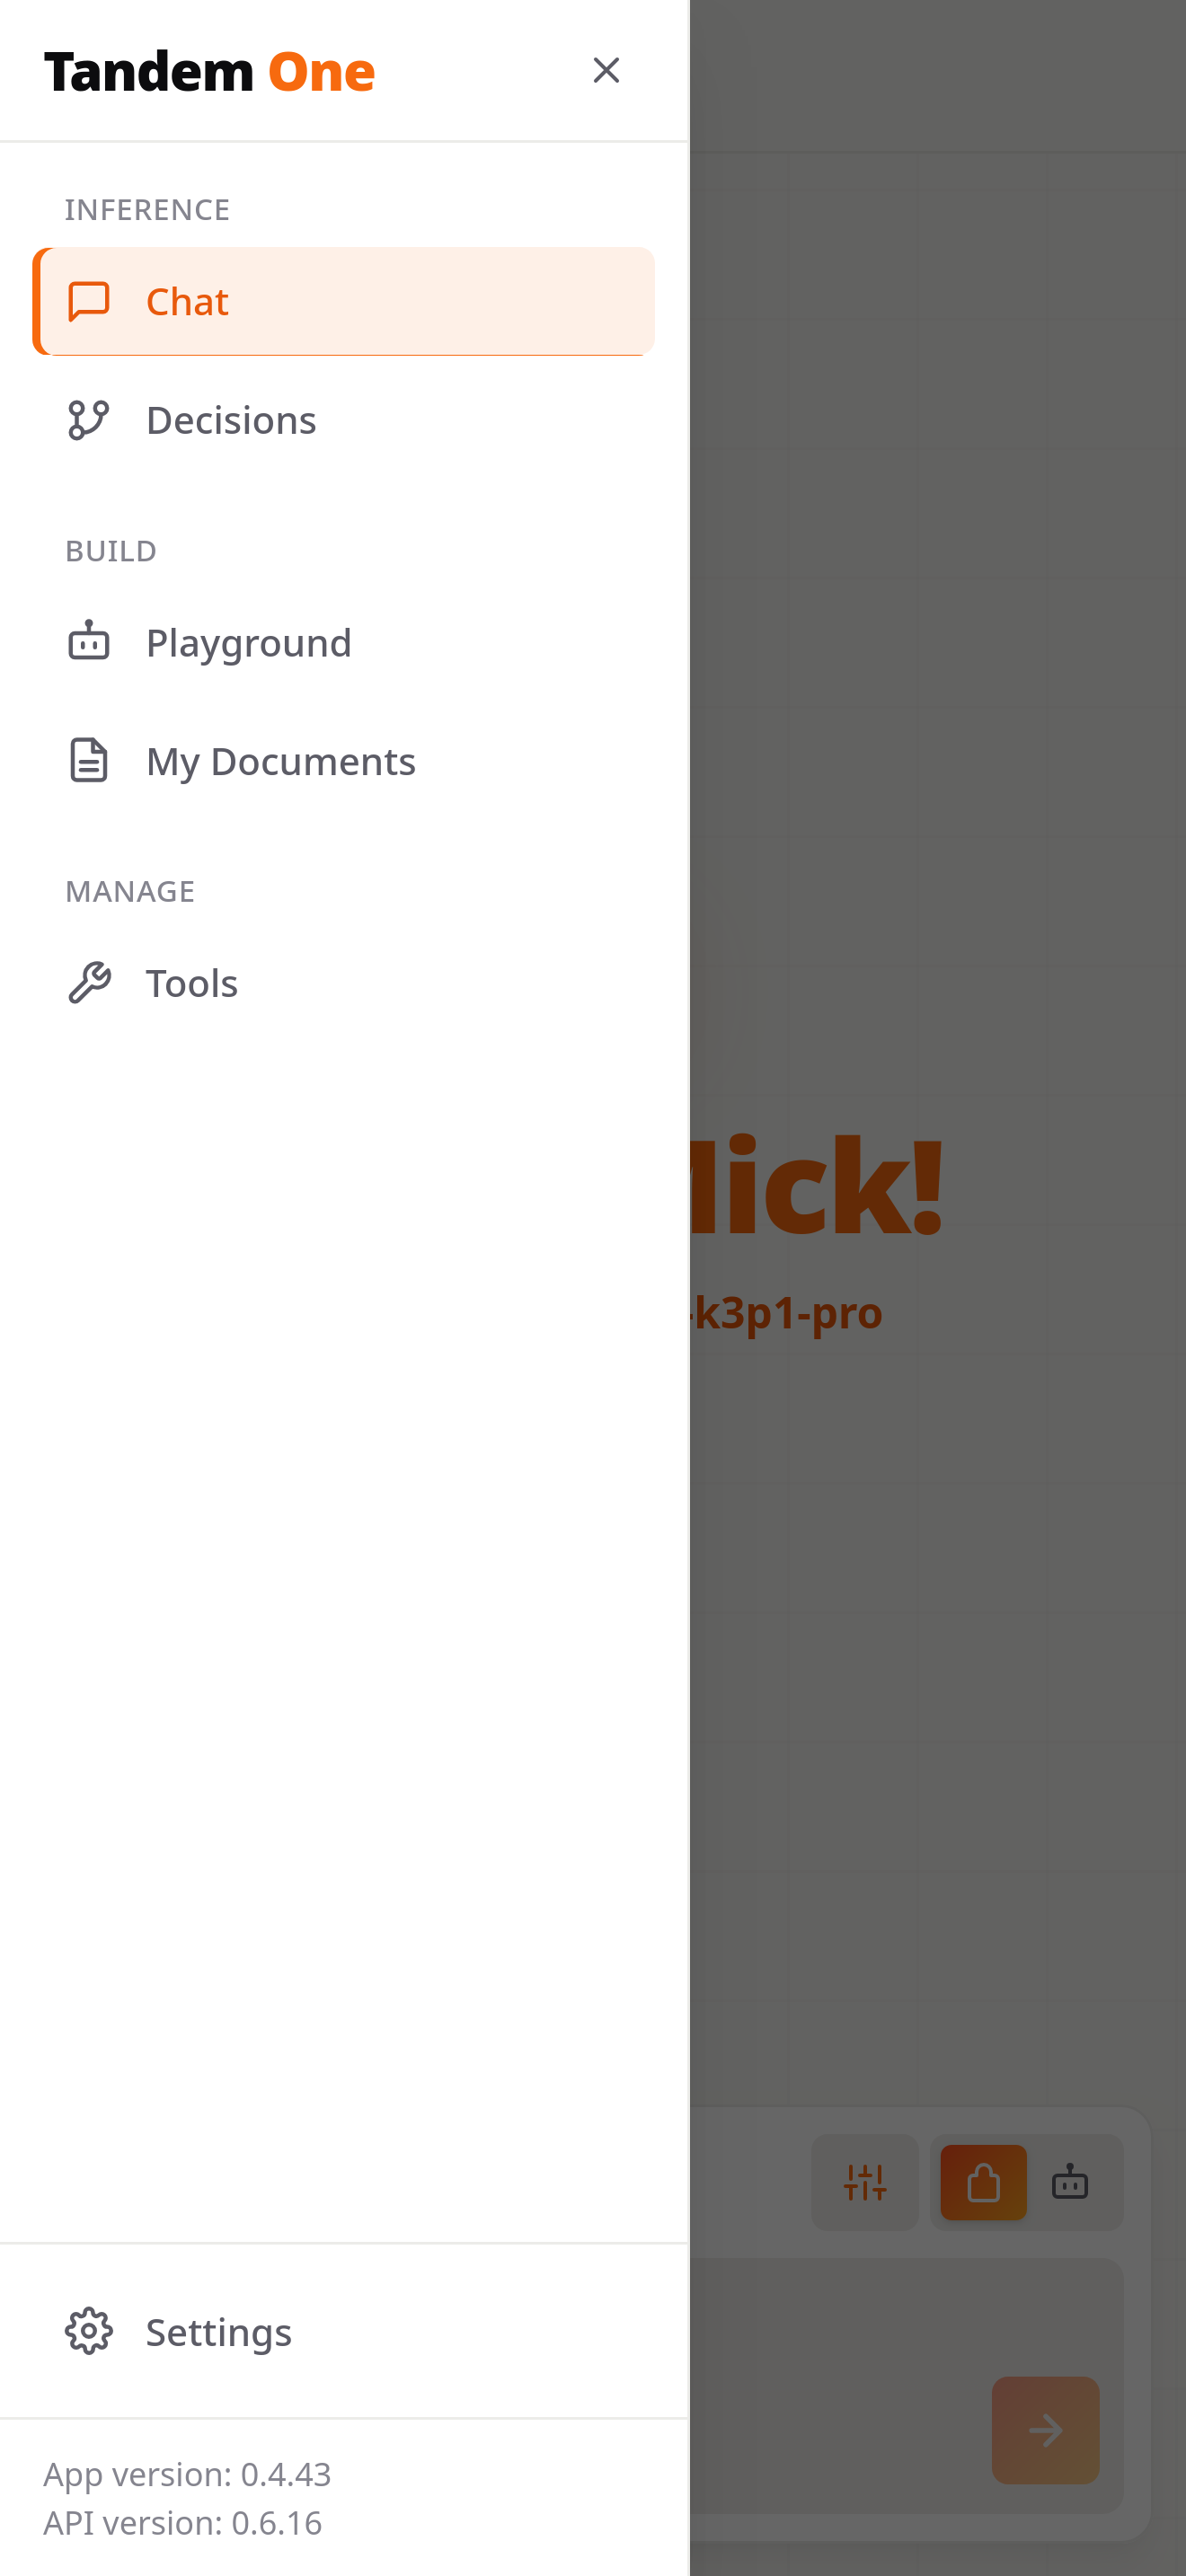 Tandem One
INFERENCE
Chat
Decisions
BUILD
Playground
My Documents
MANAGE
Tools
lick!
-k3p1-pro
Settings
App version: 0.4.43
API version: 0.6.16